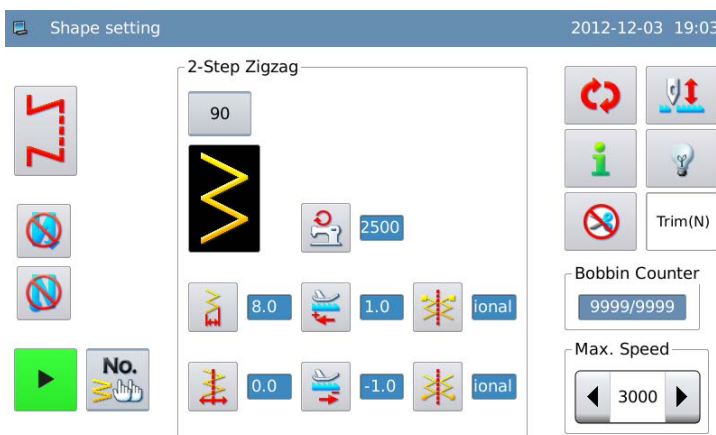 Shape setting 2012-12-03 19:03
2-Step Zigzag
90
2500
Trim(N)
Bobbin Counter
8.0 1.0 ional
9999/9999
Max. Speed
No.
0.0 -1.0 ional
3000